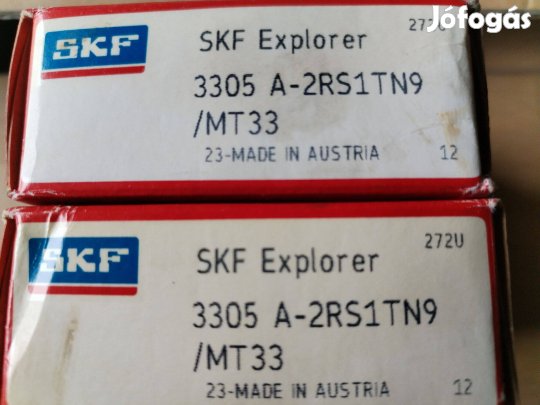 Jófogás
SKF
SKF Explorer
272U
3305 A-2RS1TN9
/MT33
23-MADE IN AUSTRIA 12
SKF
SKF Explorer
272U
3305 A-2RS1TN9
/MT33
23-MADE IN AUSTRIA 12